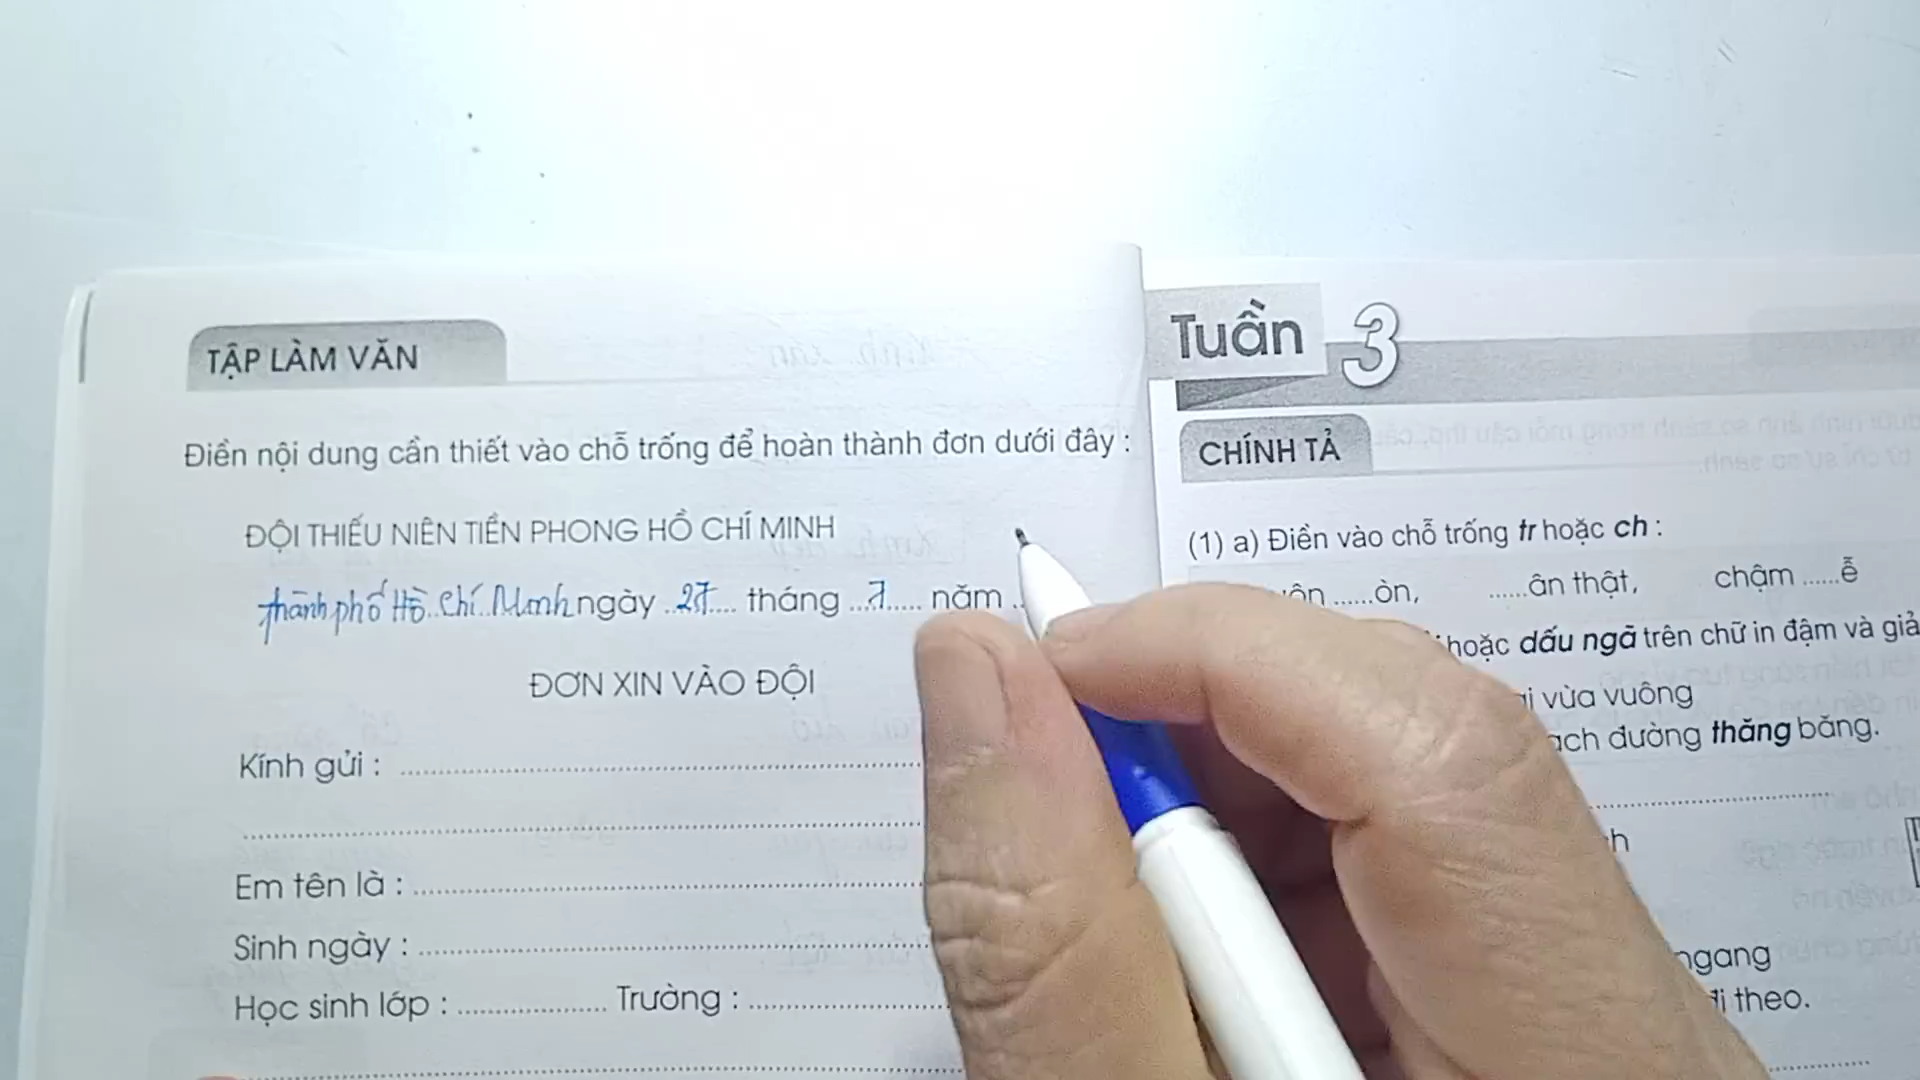 TẬP LÀM VĂN
Điền nội dung cần thiết vào chỗ trống để hoàn thành đơn dưới đây :
ĐỘI THIẾU NIÊN TIỀN PHONG HỒ CHÍ MINH
thành phố Hồ Chí Minh ngày ..... tháng ...7..... năm ..
ĐƠN XIN VÀO ĐỘI
Kính gửi : ........................................
Em tên là : ........................................
Sinh ngày : ........................................
Học sinh lớp : .................... Trường : .........................
Tuần 3
CHÍNH TẢ
(1) a) Điền vào chỗ trống tr hoặc ch :
......òn, ......ân thật, chậm ......ễ
hoặc dấu ngã trên chữ in đậm và
vừa vuông
đường thăng băng.
ngang
theo.